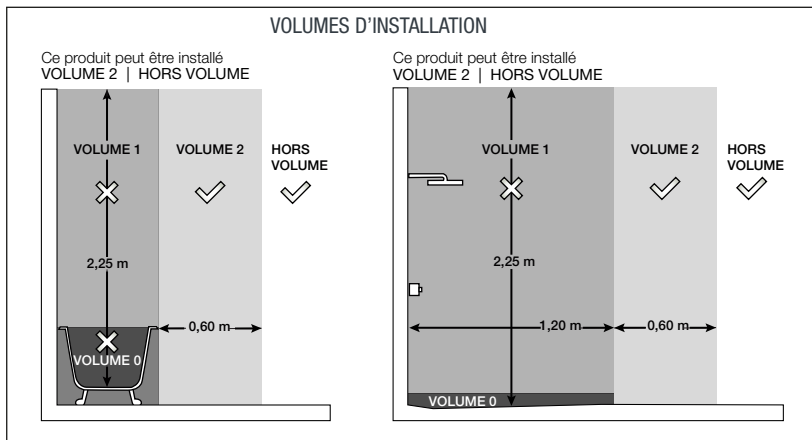 VOLUMES D'INSTALLATION
Ce produit peut être installé
VOLUME 2 | HORS VOLUME
VOLUME 1
VOLUME 2
HORS
VOLUME
2,25 m
0,60 m
VOLUME 0
Ce produit peut être installé
VOLUME 2 | HORS VOLUME
VOLUME 1
VOLUME 2
HORS
VOLUME
2,25 m
1,20 m
0,60 m
VOLUME 0